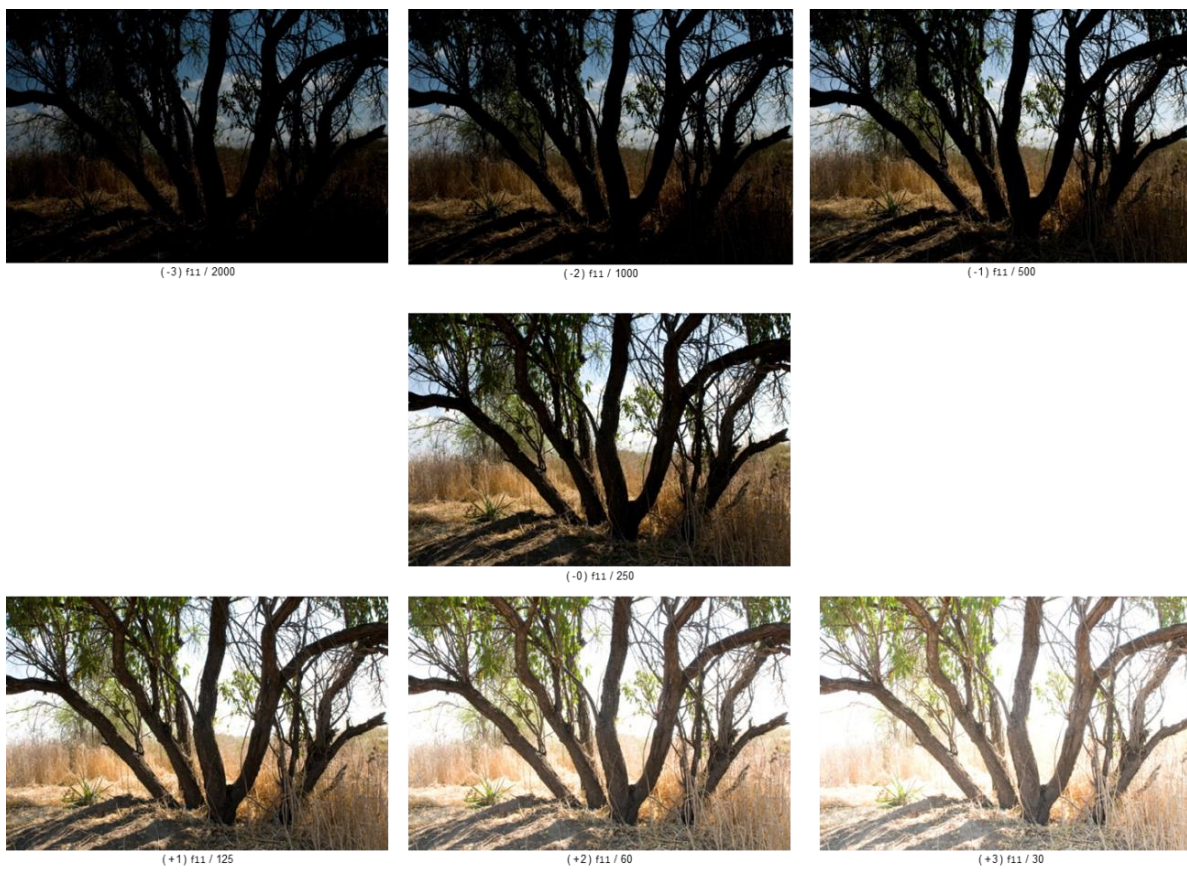 (-3) f11 / 2000
(-2) f11 / 1000
(-1) f11 / 500
(-0) f11 / 250
(+1) f11 / 125
(+2) f11 / 60
(+3) f11 / 30